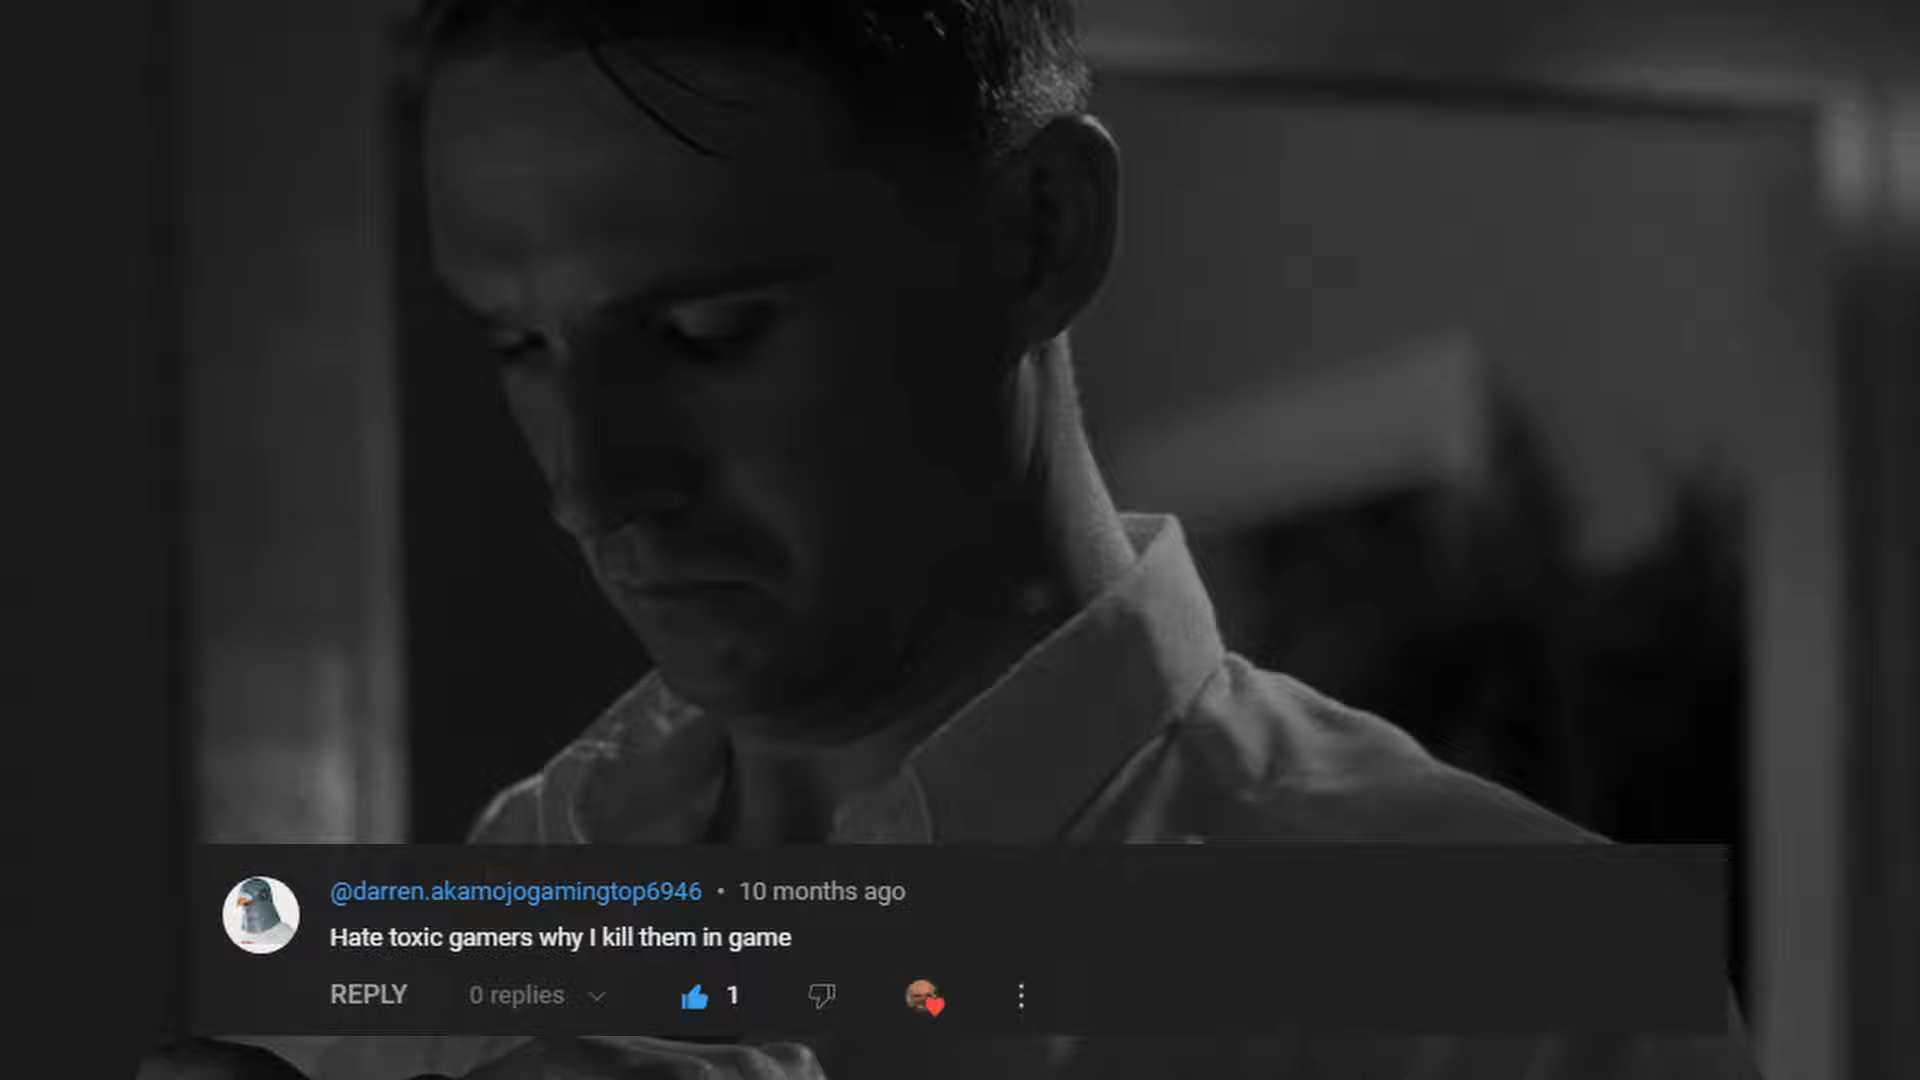 @darren.akamojogamingtop6946 • 10 months ago
Hate toxic gamers why I kill them in game
REPLY 0 replies 1